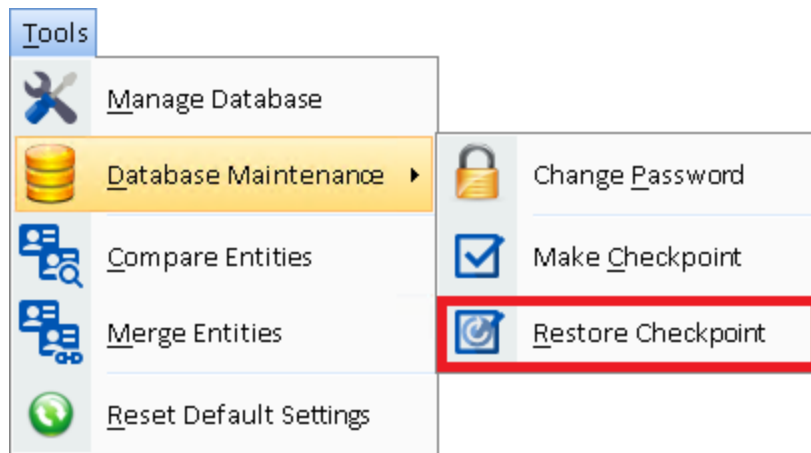 Tools
Manage Database
Database Maintenance
Change Password
Compare Entities
Make Checkpoint
Merge Entities
Restore Checkpoint
Reset Default Settings